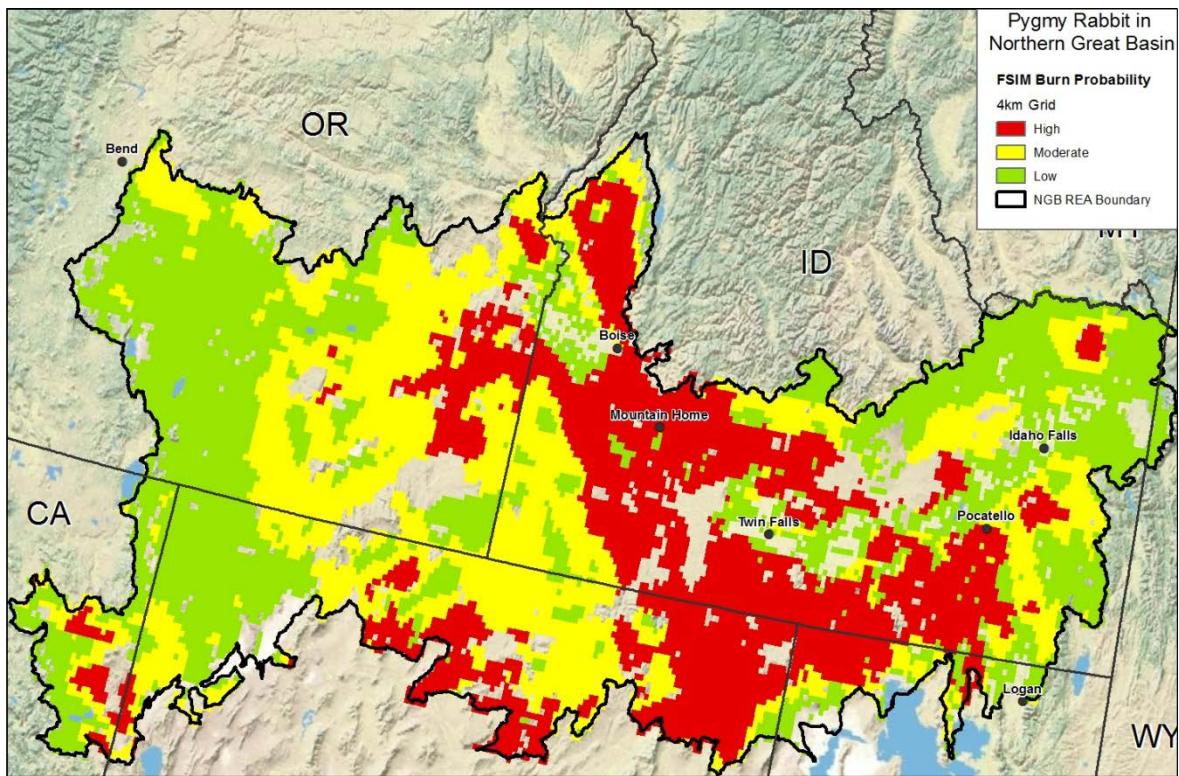 Pygmy Rabbit in
Northern Great Basin
FSIM Burn Probability
4km Grid
High
Moderate
Low
NGB REA Boundary
OR
Bend
ID
Boise
Mountain Home
Idaho Falls
CA
Twin Falls
Pocatello
Logan
WY